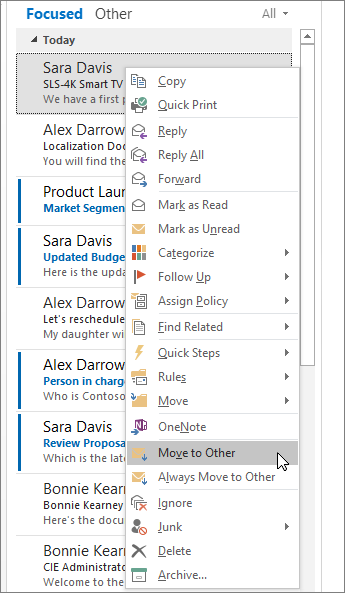 Focused Other All
Today
Sara Davis
SLS-4K Smart TV
We have a first p
Alex Darrow
Localization Doc
You will find the
Product Laun
Market Segmen
Sara Davis
Updated Budge
Here is the upda
Alex Darrow
Let's reschedule
My daughter wi
Alex Darrow
Person in charg
Who is Contoso
Sara Davis
Review Proposa
Which is the late
Bonnie Kearn
Bonnie Kearney
Here's the docu
Bonnie Kearn
CIE Administrato
Welcome to the
Copy
Quick Print
Reply
Reply All
Forward
Mark as Read
Mark as Unread
Categorize
Follow Up
Assign Policy
Find Related
Quick Steps
Rules
Move
OneNote
Move to Other
Always Move to Other
Ignore
Junk
Delete
Archive...